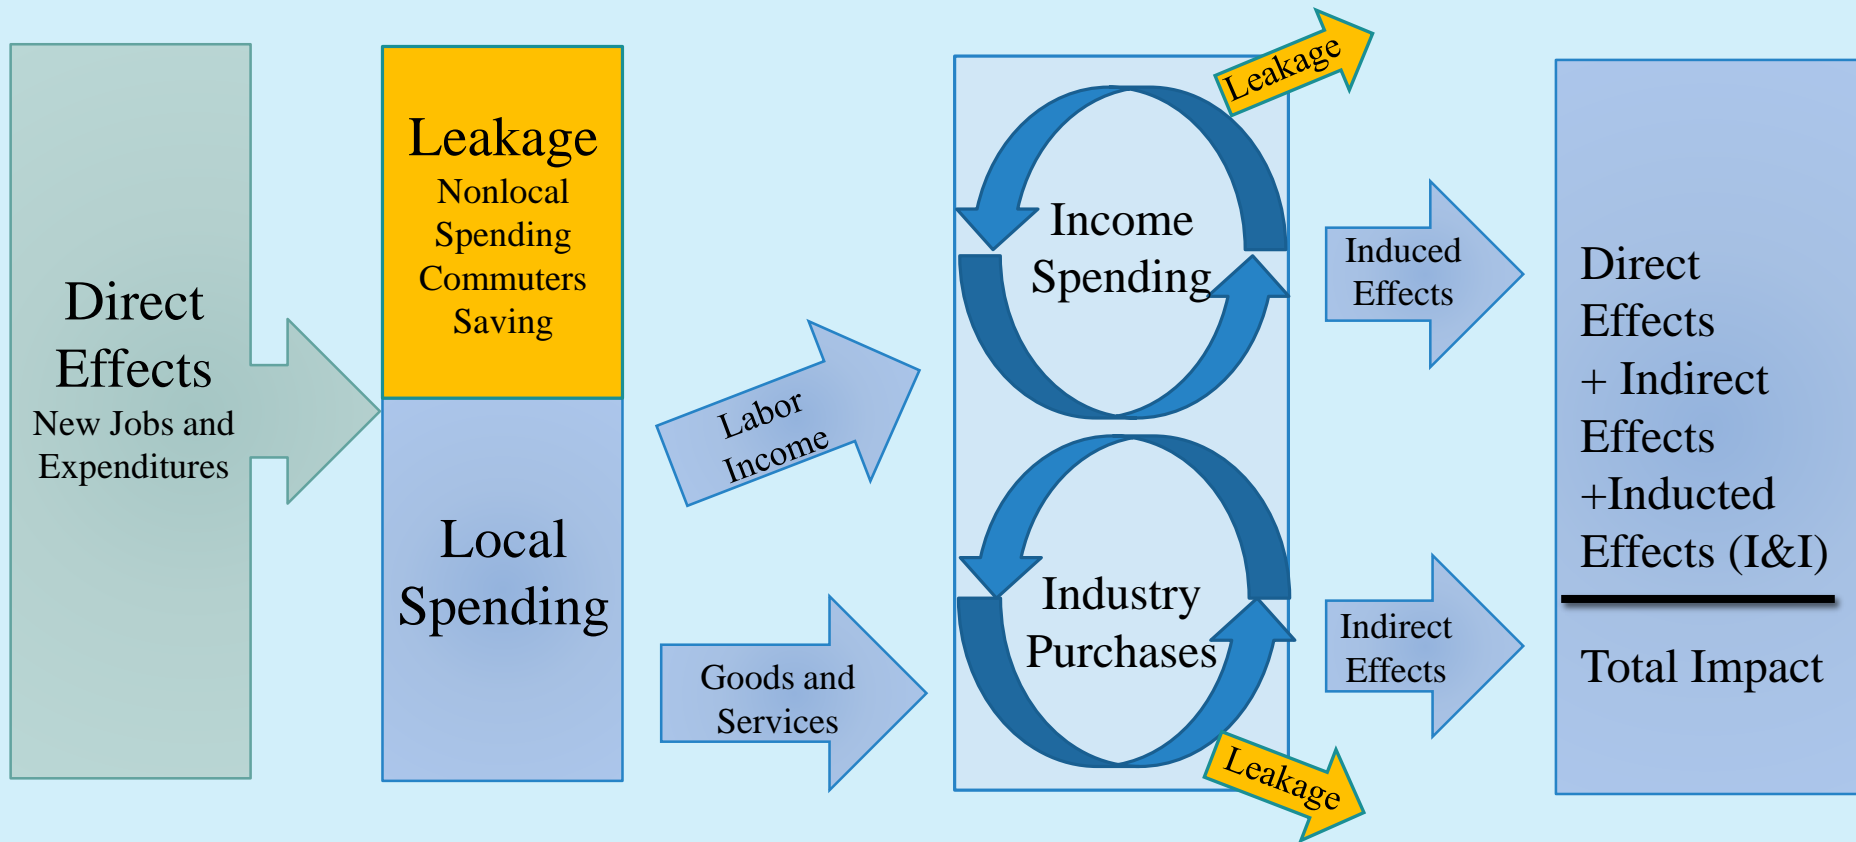 Direct
Effects
New Jobs and
Expenditures
Leakage
Nonlocal
Spending
Commuters
Saving
Local
Spending
Labor
Income
Goods and
Services
Leakage
Income
Spending
Industry
Purchases
Leakage
Induced
Effects
Indirect
Effects
Direct
Effects
+ Indirect
Effects
+Inducted
Effects (I&I)
Total Impact